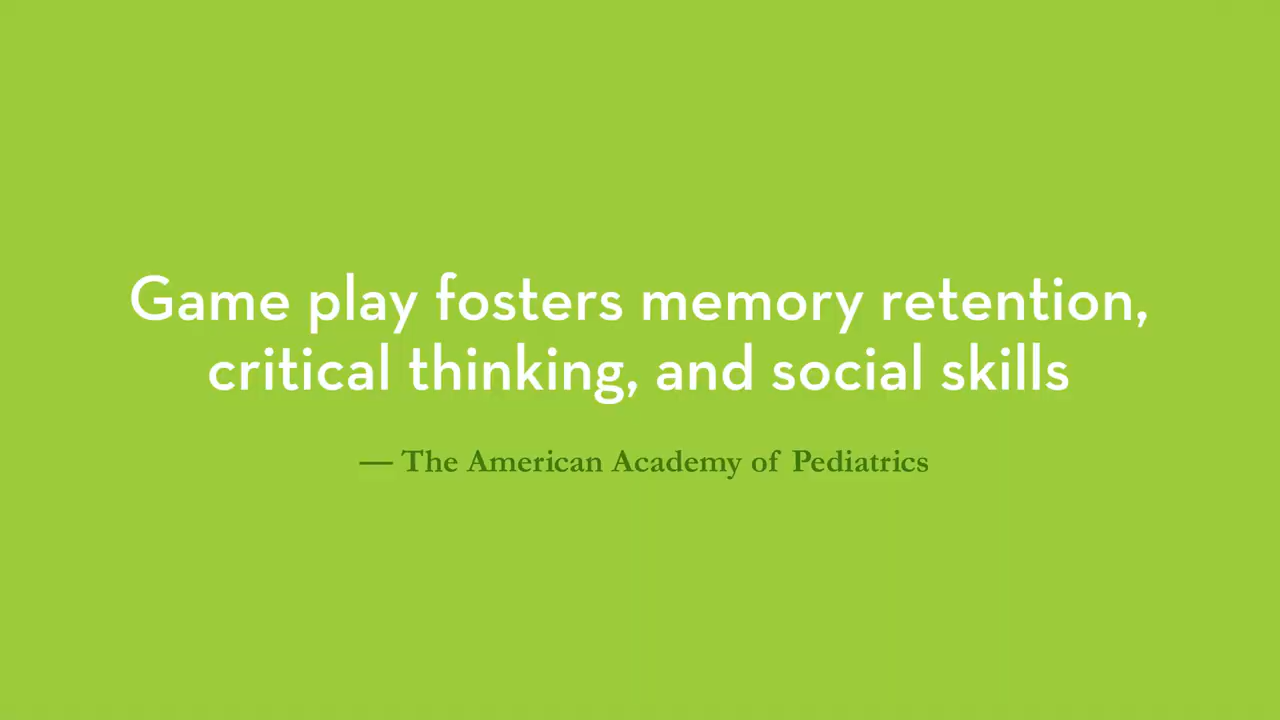 Game play fosters memory retention,
critical thinking, and social skills
— The American Academy of Pediatrics